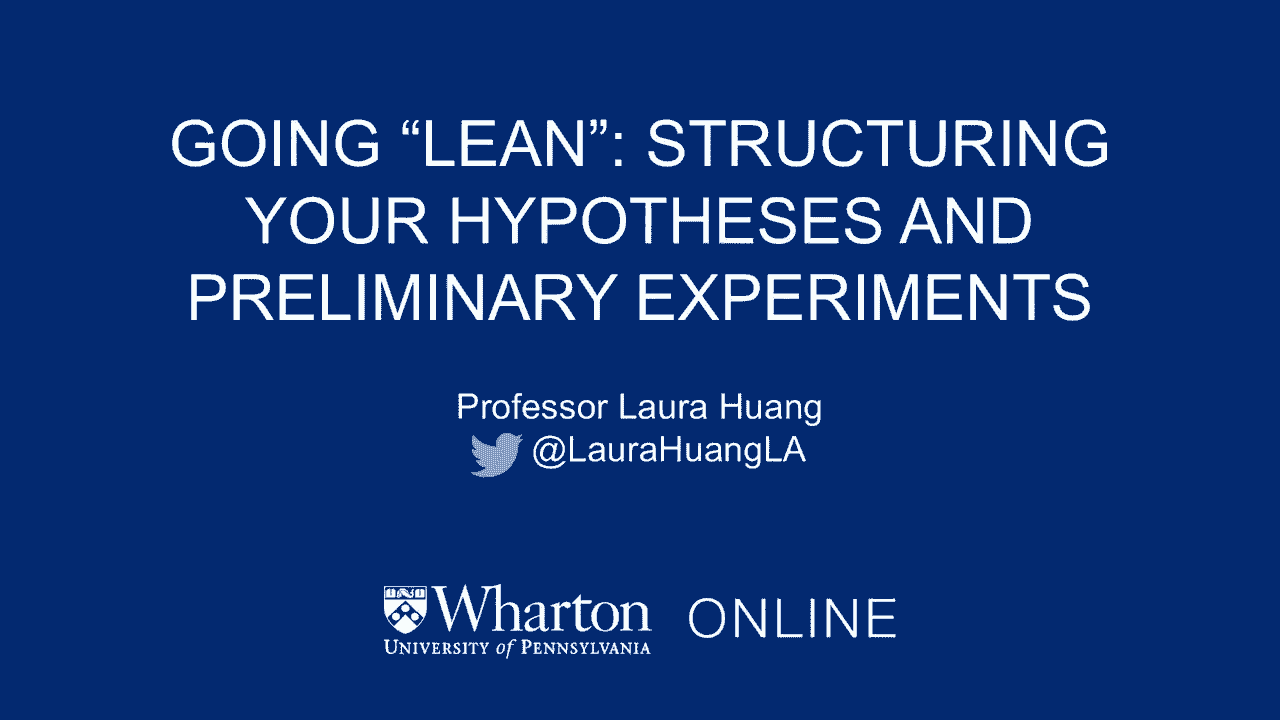 GOING “LEAN”: STRUCTURING
YOUR HYPOTHESES AND
PRELIMINARY EXPERIMENTS
Professor Laura Huang
@LauraHuangLA
Wharton ONLINE
UNIVERSITY of PENNSYLVANIA